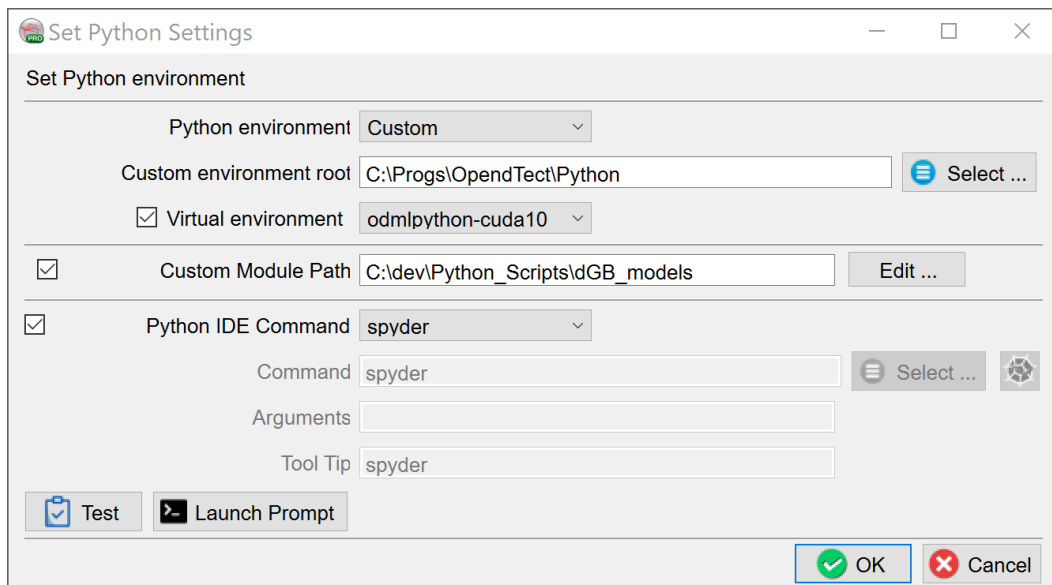 PRO Set Python Settings
Set Python environment
Python environment Custom
Custom environment root C:\Progs\OpendTect\Python Select ...
Virtual environment odmlpython-cuda10
Custom Module Path C:\dev\Python_Scripts\dGB_models Edit ...
Python IDE Command spyder
Command spyder Select ...
Arguments
Tool Tip spyder
Test Launch Prompt
OK Cancel